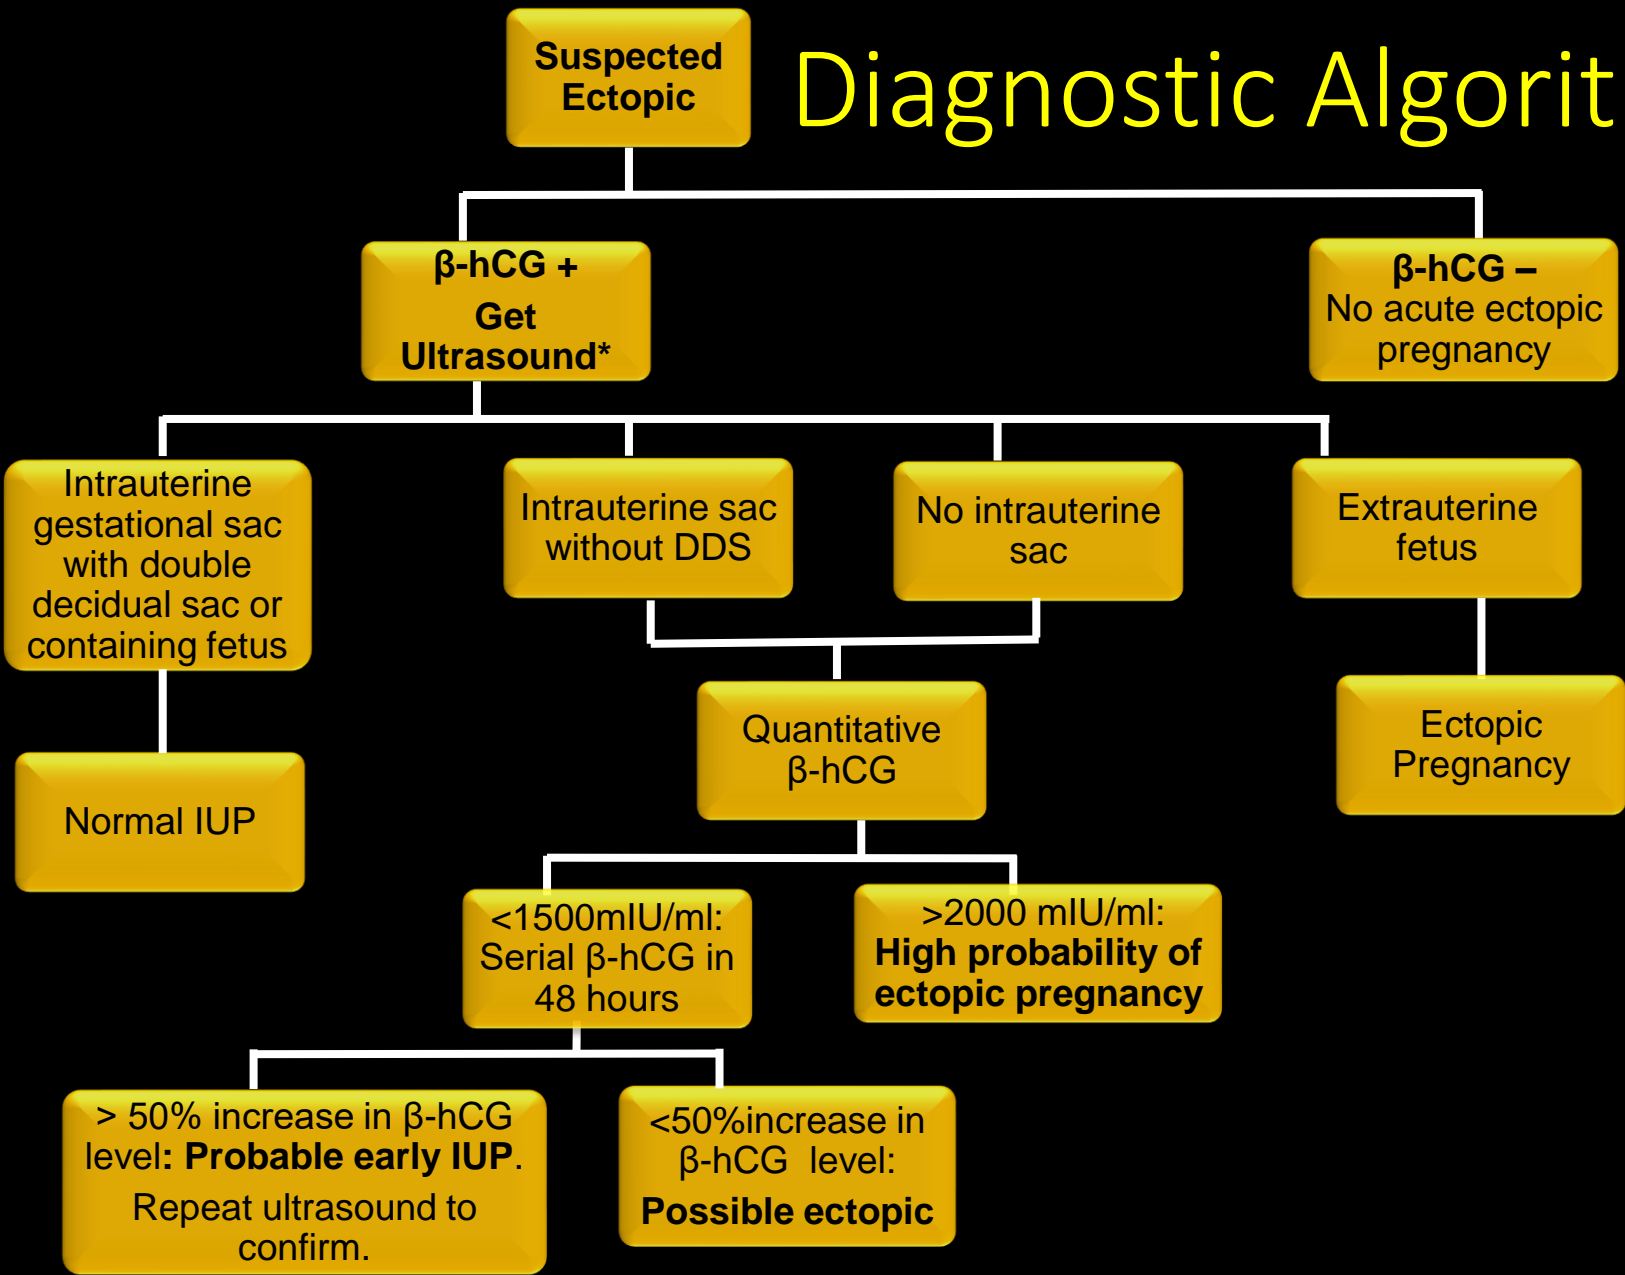 Suspected
Ectopic
Diagnostic Algorit
β-hCG +
Get
Ultrasound*
β-hCG –
No acute ectopic
pregnancy
Intrauterine
gestational sac
with double
decidual sac or
containing fetus
Intrauterine sac
without DDS
No intrauterine
sac
Extrauterine
fetus
Normal IUP
Quantitative
β-hCG
Ectopic
Pregnancy
<1500mIU/ml:
Serial β-hCG in
48 hours
>2000 mIU/ml:
High probability of
ectopic pregnancy
> 50% increase in β-hCG
level: Probable early IUP.
Repeat ultrasound to
confirm.
<50%increase in
β-hCG level:
Possible ectopic